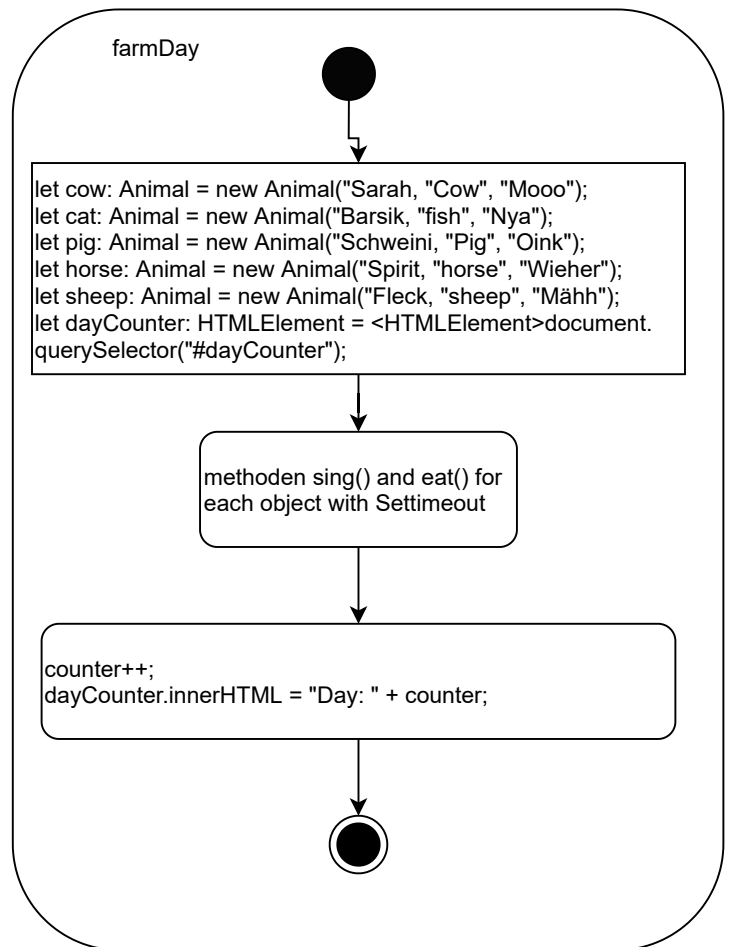 farmDay
let cow: Animal = new Animal("Sarah, "Cow", "Mooo");
let cat: Animal = new Animal("Barsik, "fish", "Nya");
let pig: Animal = new Animal("Schweini, "Pig", "Oink");
let horse: Animal = new Animal("Spirit, "horse", "Wieher");
let sheep: Animal = new Animal("Fleck, "sheep", "Mähh");
let dayCounter: HTMLElement = <HTMLElement>document.
querySelector("#dayCounter");
methoden sing() and eat() for
each object with Settimeout
counter++;
dayCounter.innerHTML = "Day: " + counter;